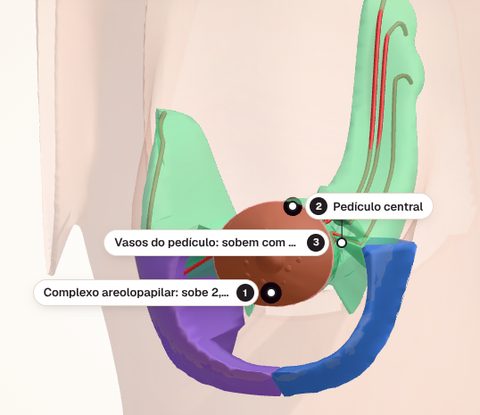 2 Pedículo central
Vasos do pedículo: sobem com ... 3
Complexo areolopapilar: sobe 2,... 1